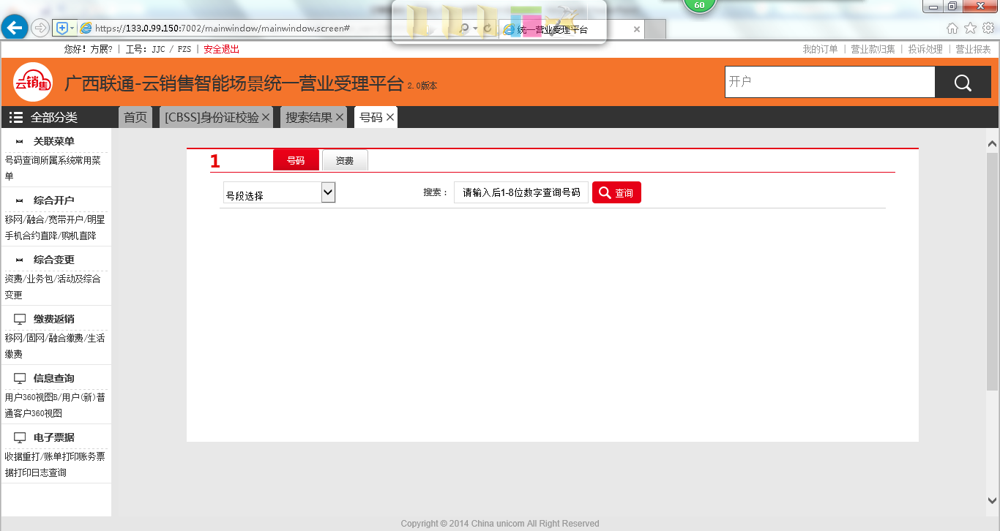 60
https://133.0.99.150:7002/mainwindow/mainwindow.screen#
统一营业受理平台
您好！方展? | 工号：JJC / FZS | 安全退出
我的订单 | 营业款归集 | 投诉处理 | 营业报表
云销售
广西联通-云销售智能场景统一营业受理平台 2.0版本
开户
全部分类
首页
[CBSS]身份证校验
搜索结果
号码
关联菜单
号码查询所属系统常用菜
单
综合开户
移网/融合/宽带开户/明星
手机合约直降/购机直降
综合变更
资费/业务包/活动及综合
变更
缴费返销
移网/固网/融合缴费/生活
缴费
信息查询
用户360视图B/用户(新)普
通客户360视图
电子票据
收据重打/账单打印账务票
据打印日志查询
1
号码
资费
号段选择
搜索：
请输入后1-8位数字查询号码
查询
Copyright © 2014 China unicom All Right Reserved